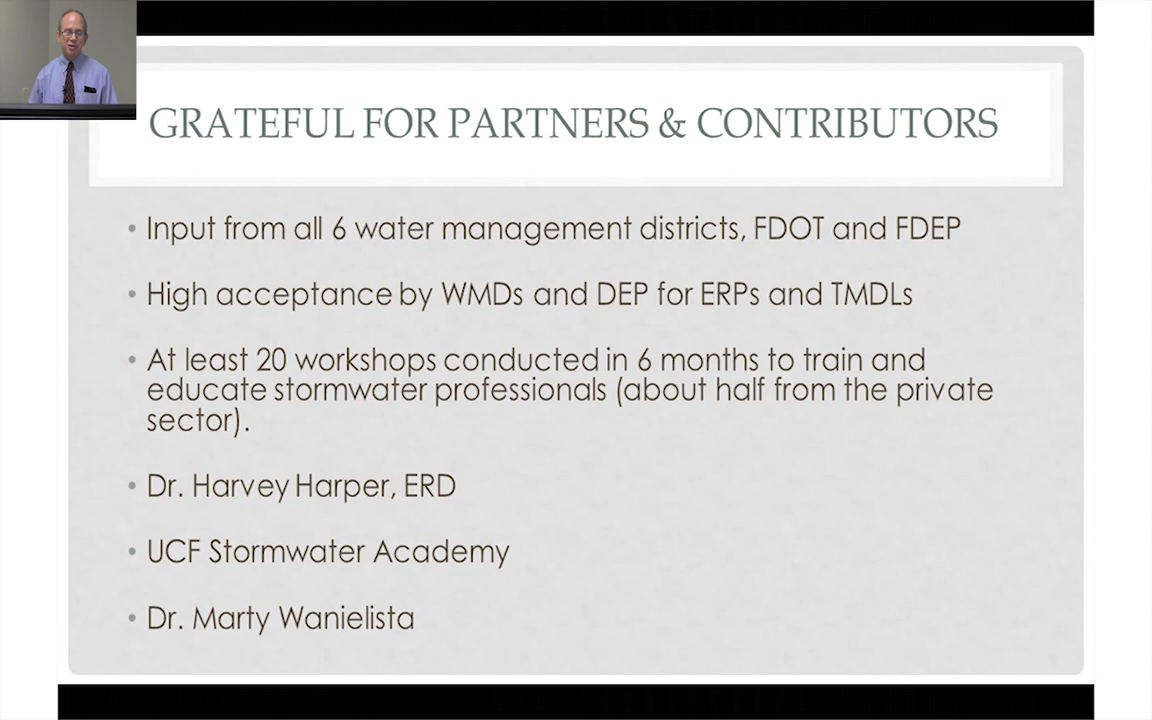 GRATEFUL FOR PARTNERS & CONTRIBUTORS
• Input from all 6 water management districts, FDOT and FDEP
• High acceptance by WMDs and DEP for ERPs and TMDLs
• At least 20 workshops conducted in 6 months to train and
educate stormwater professionals (about half from the private
sector).
• Dr. Harvey Harper, ERD
• UCF Stormwater Academy
• Dr. Marty Wanielista